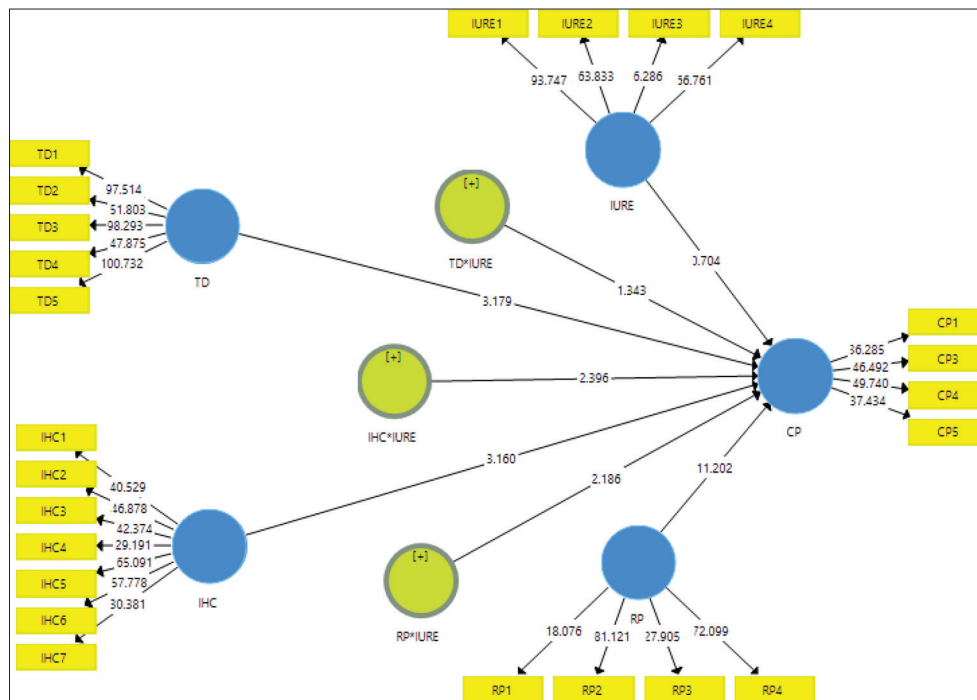 IURE1 IURE2 IURE3 IURE4
93.747 63.833 6.286
IURE
TD1
TD2
TD3
TD4
TD5
97.514
51.803
98.293
47.875
100.732
TD
[+]
TD*IURE
0.704
1.343
3.179
[+]
IHC*IURE
2.396
CP1
CP3
CP4
CP5
36.285
46.492
49.740
37.434
CP
IHC1
IHC2
IHC3
IHC4
IHC5
IHC6
IHC7
40.529
46.878
42.374
29.191
65.091
57.778
30.381
IHC
3.160
[+]
RP*IURE
2.186
11.202
RP
18.076 81.121 27.905 72.099
RP1 RP2 RP3 RP4